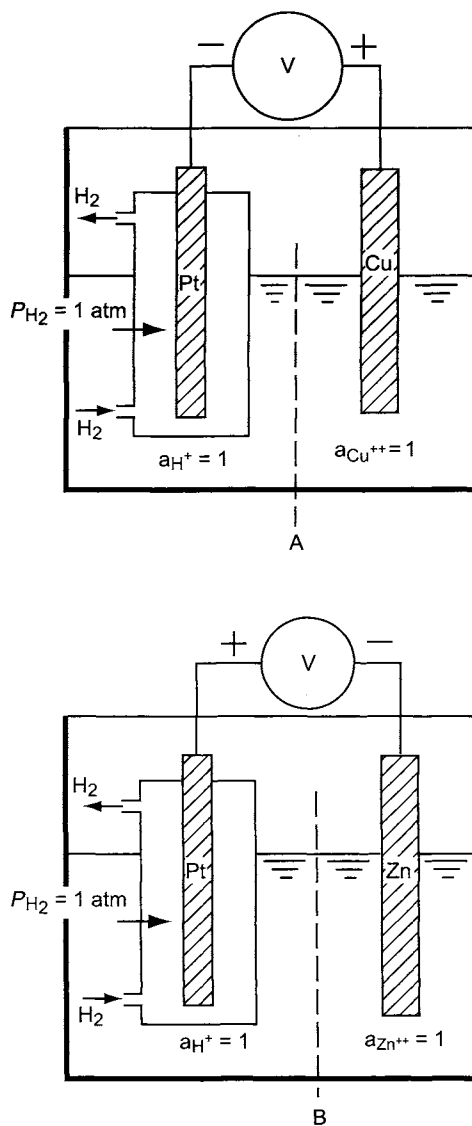 − V +
H2
Pt
Cu
PH2 = 1 atm
H2
aH+ = 1
aCu++ = 1
A
+ V −
H2
Pt
Zn
PH2 = 1 atm
H2
aH+ = 1
aZn++ = 1
B